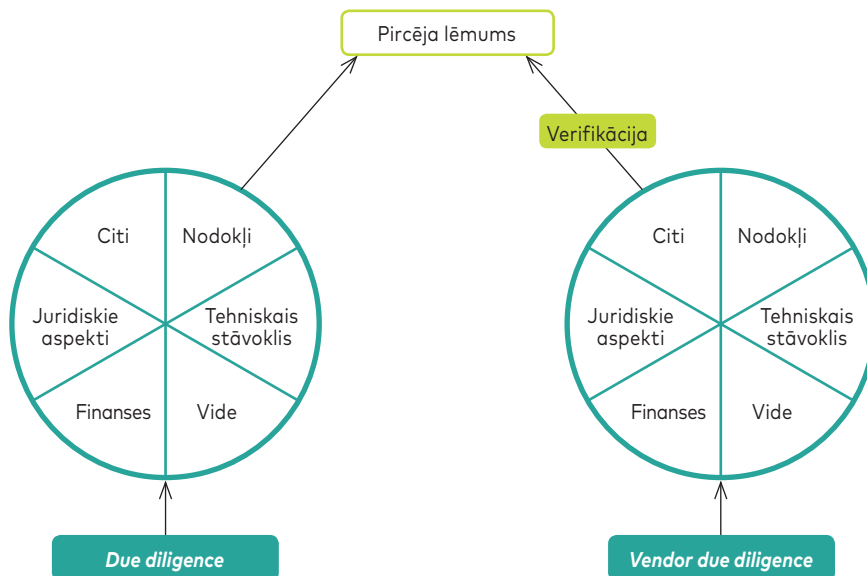 Pircēja lēmums
Verifikācija
Citi
Nodokļi
Juridiskie
aspekti
Tehniskais
stāvoklis
Finanses
Vide
Due diligence
Citi
Nodokļi
Juridiskie
aspekti
Tehniskais
stāvoklis
Finanses
Vide
Vendor due diligence